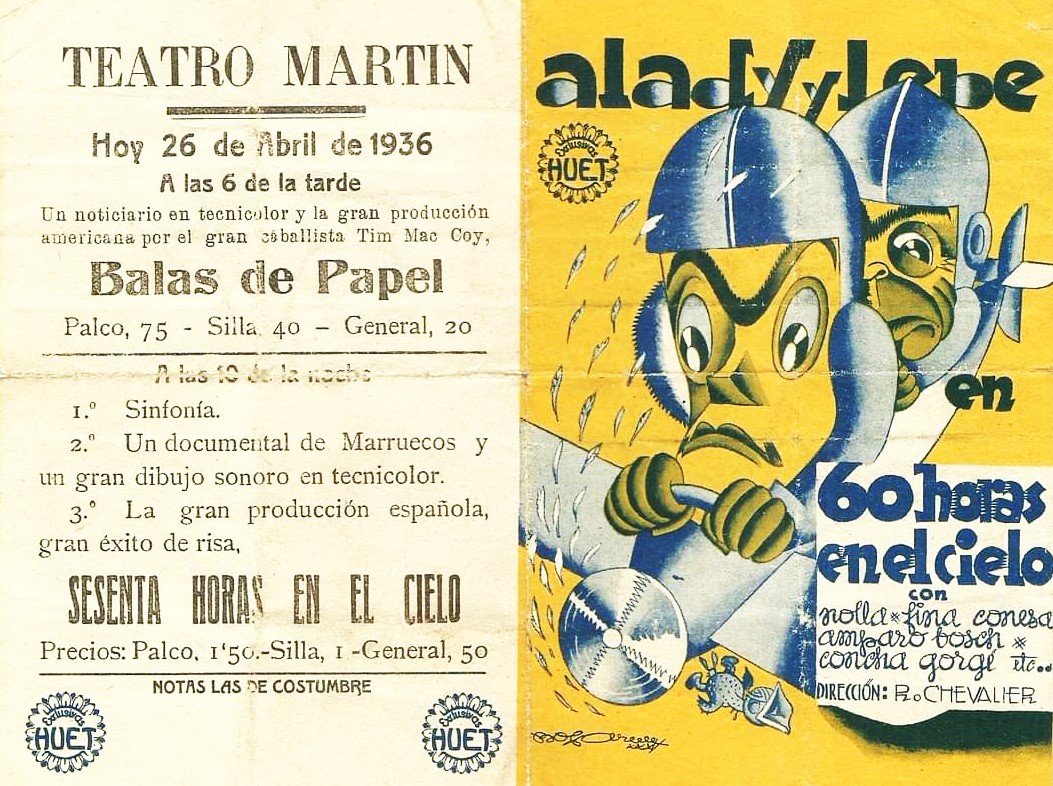 TEATRO MARTIN
Hoy 26 de Abril de 1936
A las 6 de la tarde
Un noticiario en tecnicolor y la gran producción
americana por el gran caballista Tim Mac Coy,
Balas de Papel
Palco, 75 - Silla 40 - General, 20
A las 10 de la noche
1.º Sinfonía.
2.º Un documental de Marruecos y
un gran dibujo sonoro en tecnicolor.
3.º La gran producción española,
gran éxito de risa,
SESENTA HORAS EN EL CIELO
Precios: Palco, 1'50.-Silla, 1 -General, 50
NOTAS LAS DE COSTUMBRE
Exclusivas
HUET
Exclusivas
HUET
alady y Lepe
Exclusivas
HUET
en
60 horas
en el cielo
con
nolla * fina conesa
amparo bosch *
concha gorgé etc..
DIRECCIÓN: R. CHEVALIER